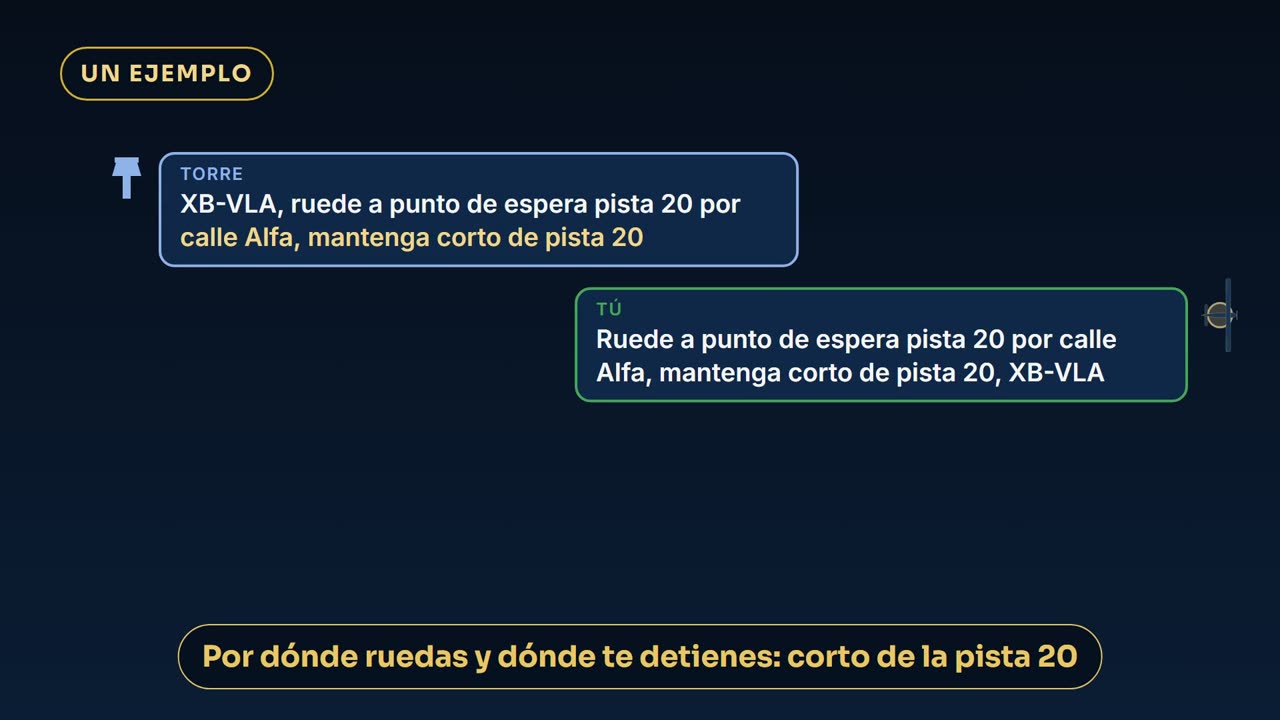 UN EJEMPLO
TORRE
XB-VLA, ruede a punto de espera pista 20 por
calle Alfa, mantenga corto de pista 20
TÚ
Ruede a punto de espera pista 20 por calle
Alfa, mantenga corto de pista 20, XB-VLA
Por dónde ruedas y dónde te detienes: corto de la pista 20